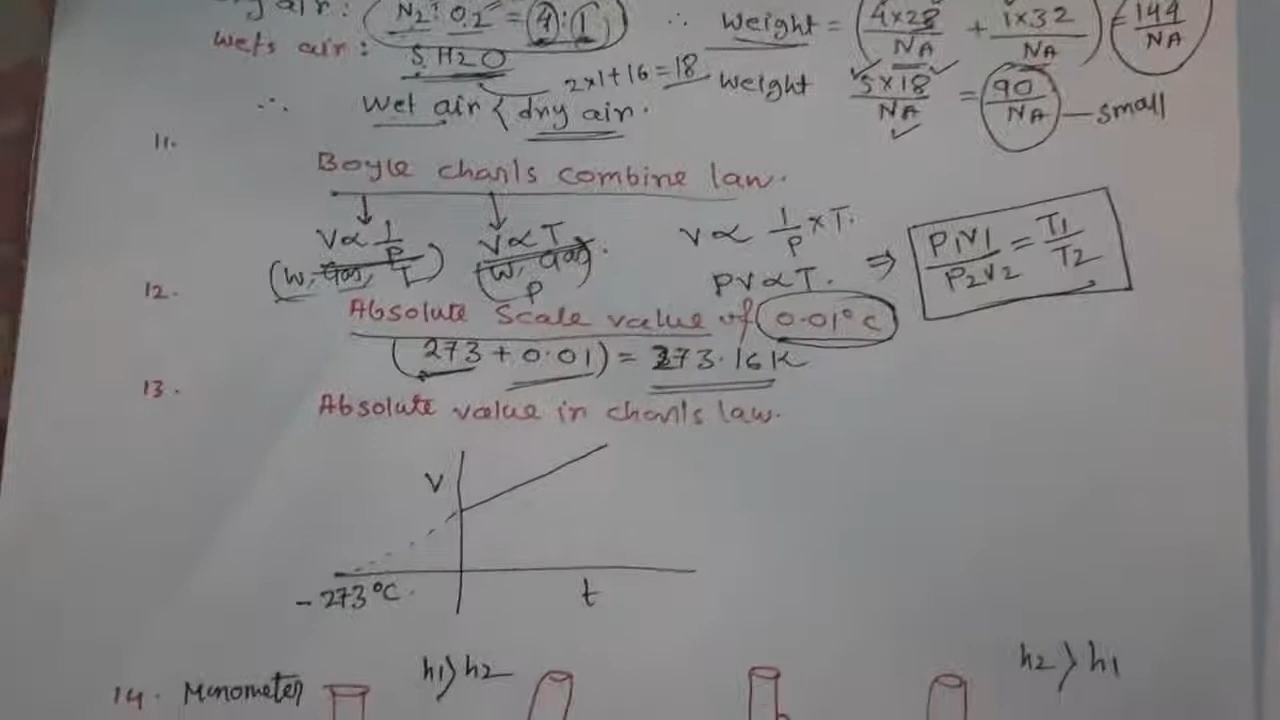 air: N2:O2 = 4:1 ∴ weight = (4×28/NA + 1×32/NA) = 144/NA
wets air: 5 H2O
2×1+16=18 weight 5×18/NA = 90/NA — small
∴ wet air < dry air.
11. Boyle charls combine law.
V∝1/P V∝T V∝ 1/P ×T. ⇒ P1V1/P2V2 = T1/T2
(W, T) (W, P) PV∝T.
12. Absolute Scale value of 0.01°C
(273 + 0.01) = 273.16K
13. Absolute value in charls law.
V
-273°C. t
14. Manometer h1>h2 h2>h1